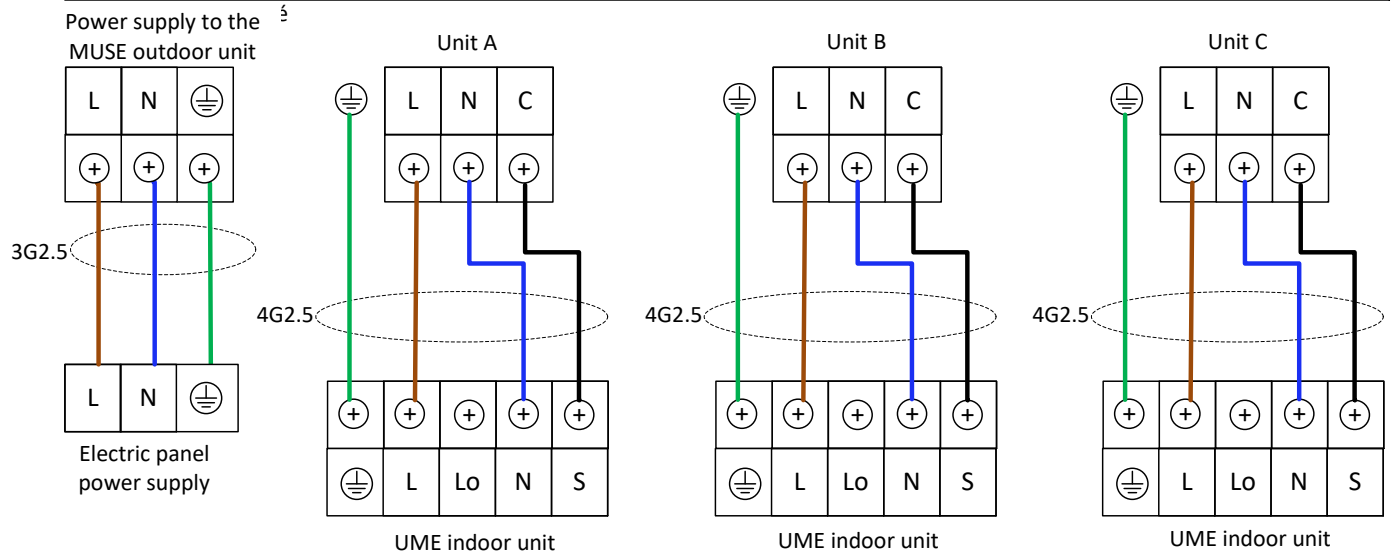 Power supply to the
MUSE outdoor unit
é
L N
3G2.5
L N
Electric panel
power supply
Unit A
L N C
4G2.5
L Lo N S
UME indoor unit
Unit B
L N C
4G2.5
L Lo N S
UME indoor unit
Unit C
L N C
4G2.5
L Lo N S
UME indoor unit